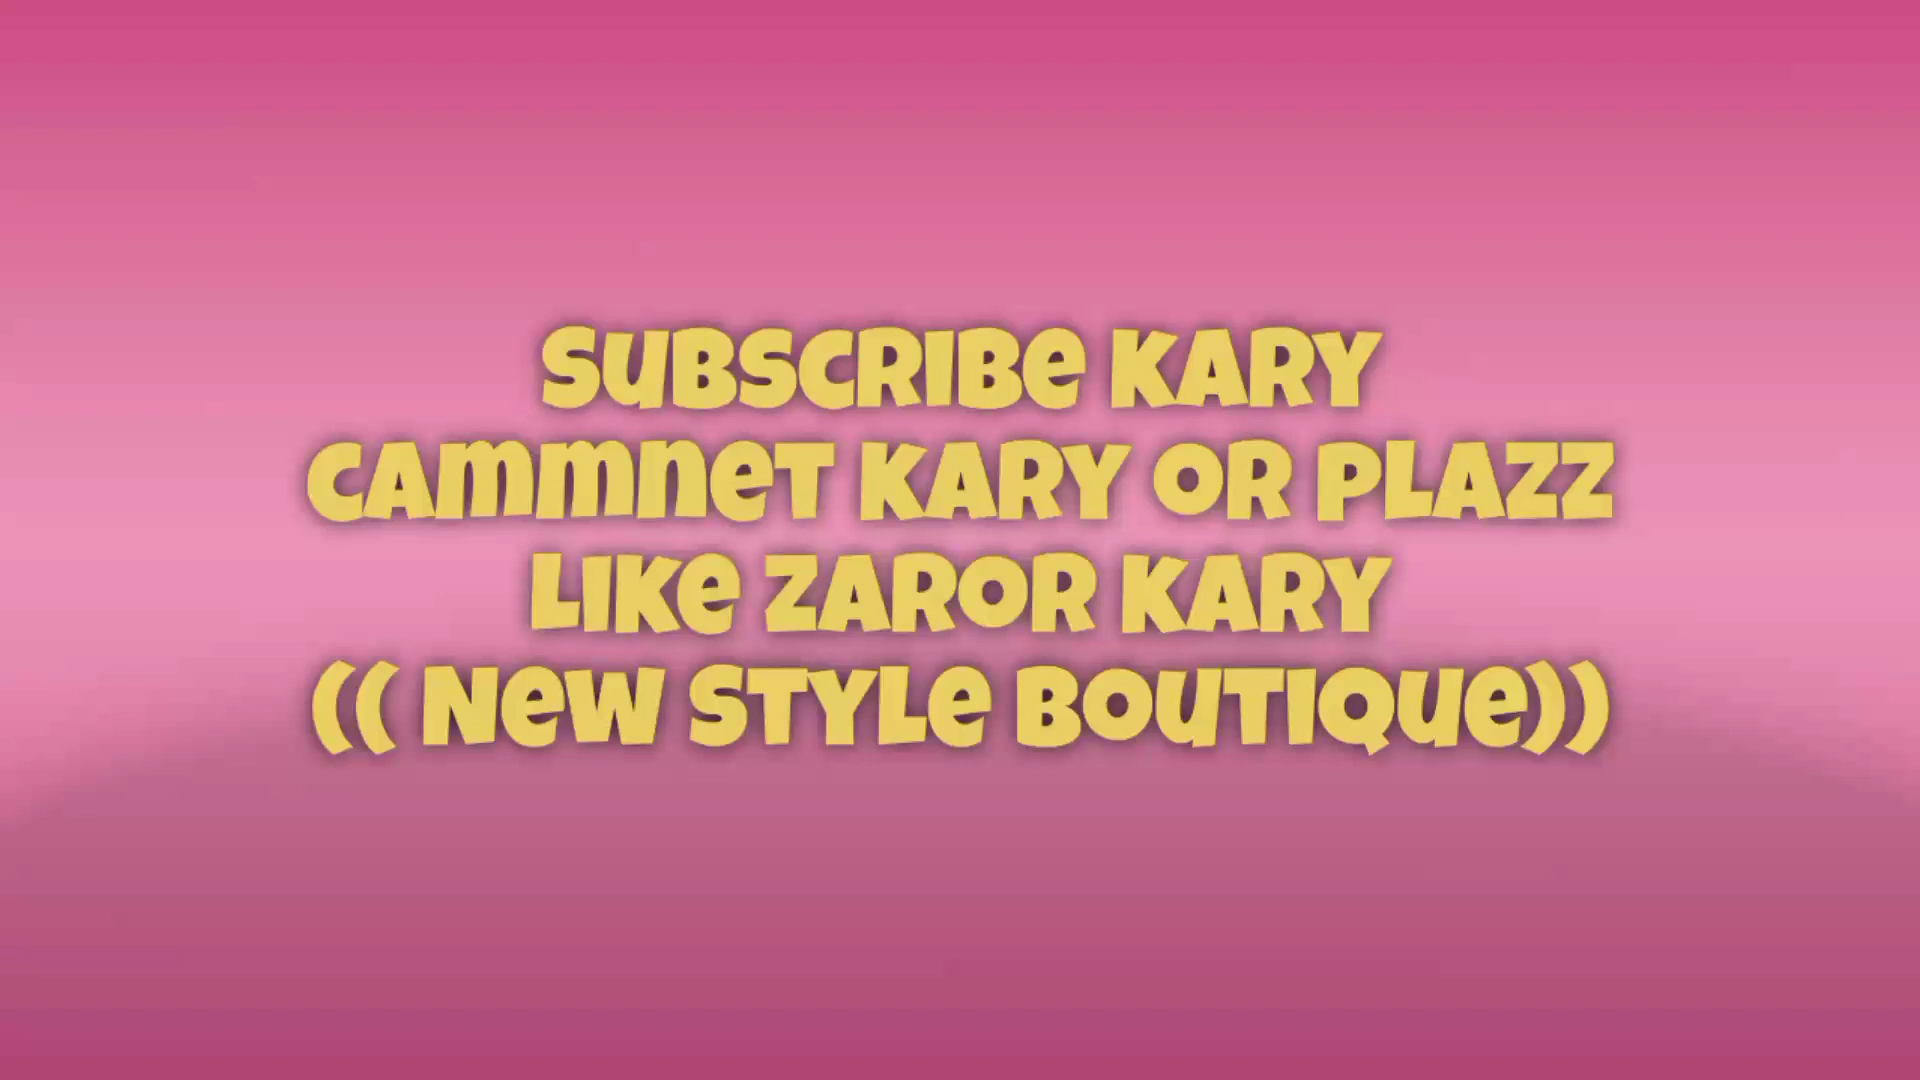 SUBSCRIBE KARY
CAMMNET KARY OR PLAZZ
LIKE ZAROR KARY
(( NEW STYLE BOUTIQUE))